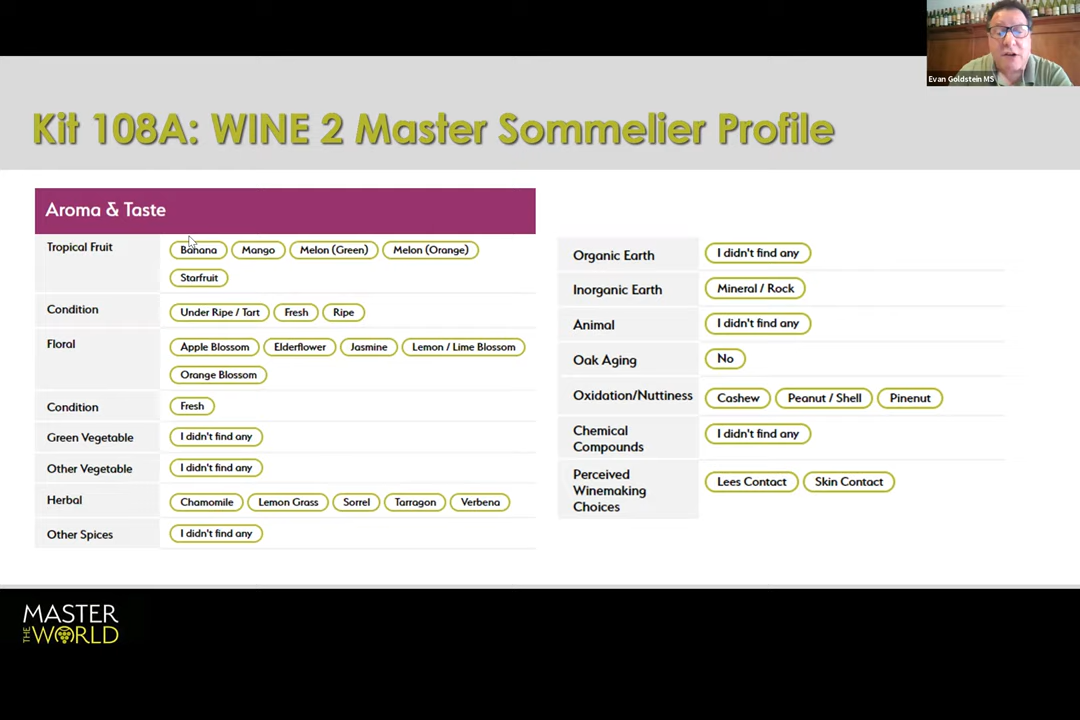 Evan Goldstein MS
Kit 108A: WINE 2 Master Sommelier Profile
Aroma & Taste
Tropical Fruit
Banana Mango Melon (Green) Melon (Orange)
Starfruit
Condition
Under Ripe / Tart Fresh Ripe
Floral
Apple Blossom Elderflower Jasmine Lemon / Lime Blossom
Orange Blossom
Condition
Fresh
Green Vegetable
I didn't find any
Other Vegetable
I didn't find any
Herbal
Chamomile Lemon Grass Sorrel Tarragon Verbena
Other Spices
I didn't find any
Organic Earth
I didn't find any
Inorganic Earth
Mineral / Rock
Animal
I didn't find any
Oak Aging
No
Oxidation/Nuttiness
Cashew Peanut / Shell Pinenut
Chemical
Compounds
I didn't find any
Perceived
Winemaking
Choices
Lees Contact Skin Contact
MASTER
THE WORLD